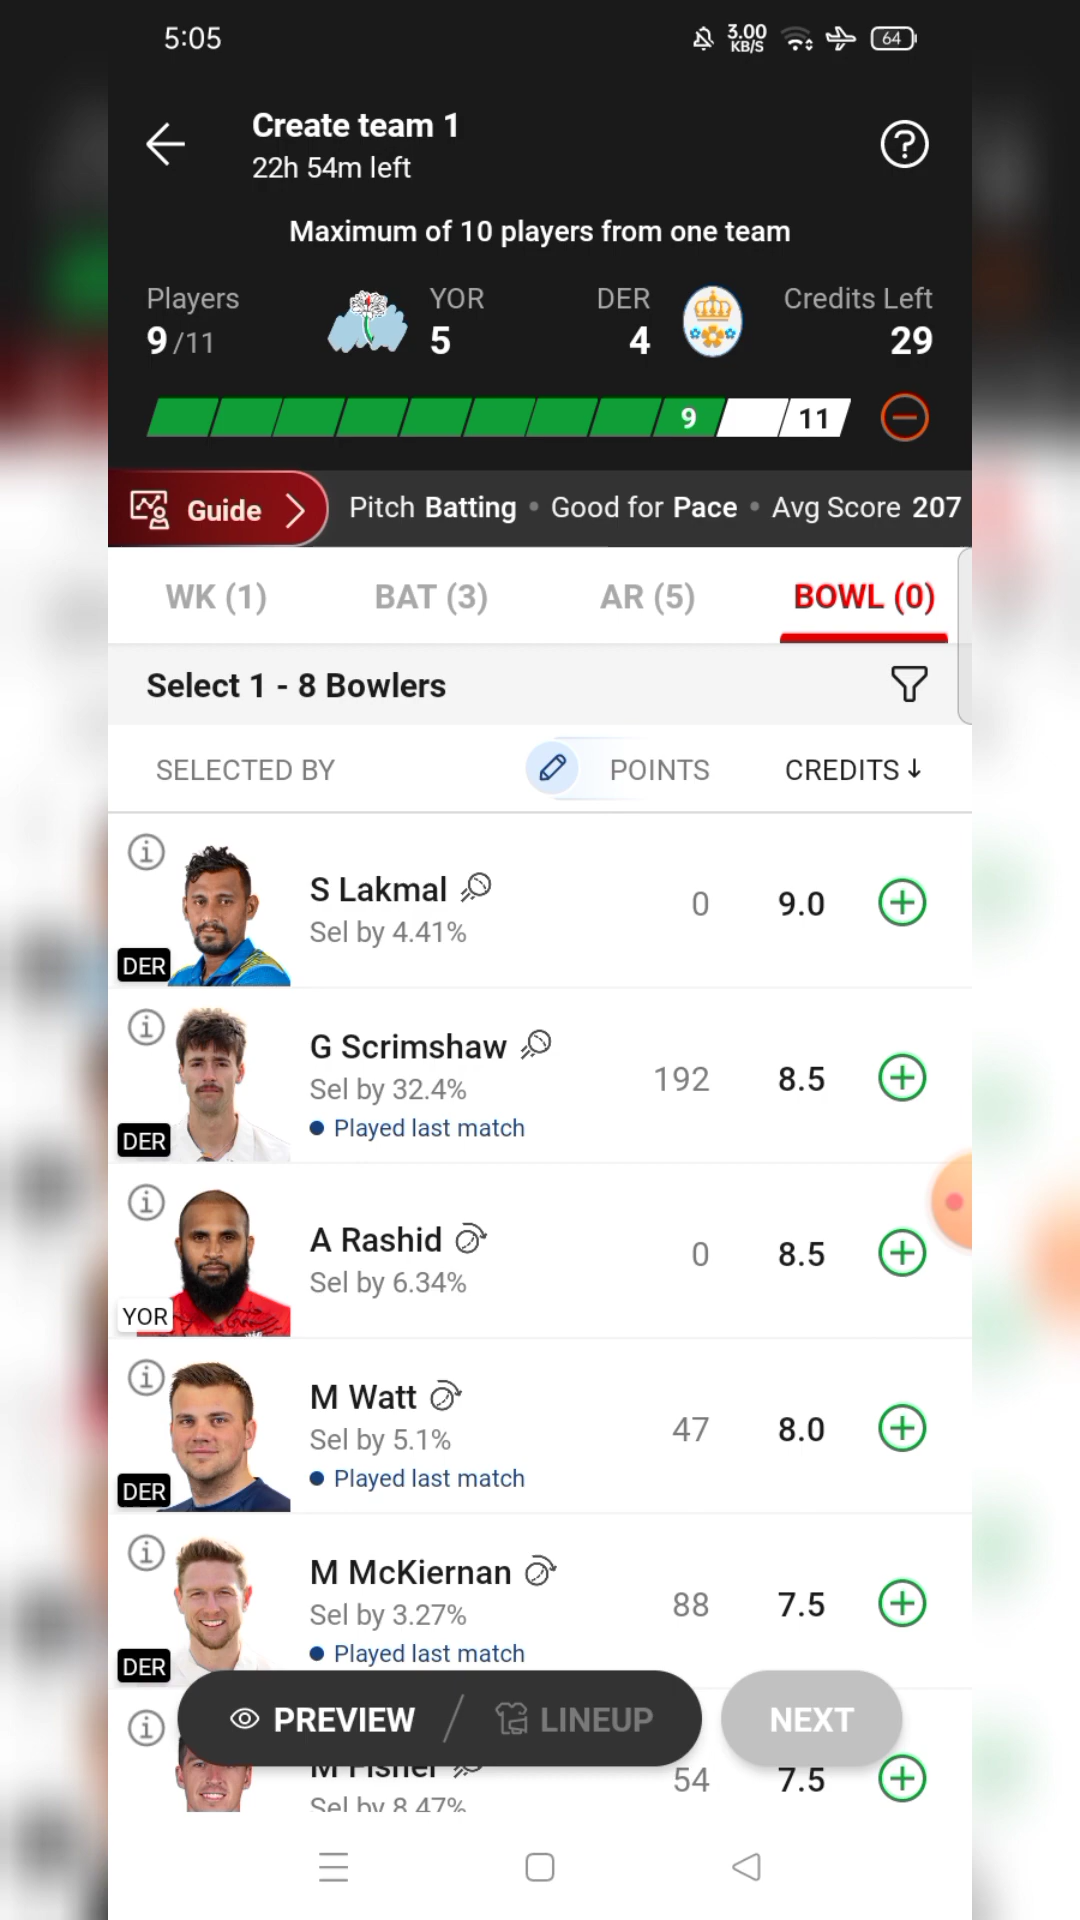 5:05
3.00
KB/S
64
Create team 1
22h 54m left
Maximum of 10 players from one team
Players
9/11
YOR
5
DER
4
Credits Left
29
9
11
Guide
Pitch Batting • Good for Pace • Avg Score 207
WK (1)
BAT (3)
AR (5)
BOWL (0)
Select 1 - 8 Bowlers
SELECTED BY
POINTS
CREDITS ↓
S Lakmal
Sel by 4.41%
DER
0
9.0
G Scrimshaw
Sel by 32.4%
Played last match
DER
192
8.5
A Rashid
Sel by 6.34%
YOR
0
8.5
M Watt
Sel by 5.1%
Played last match
DER
47
8.0
M McKiernan
Sel by 3.27%
Played last match
DER
88
7.5
PREVIEW
LINEUP
NEXT
M Fisher
Sel by 8.47%
54
7.5